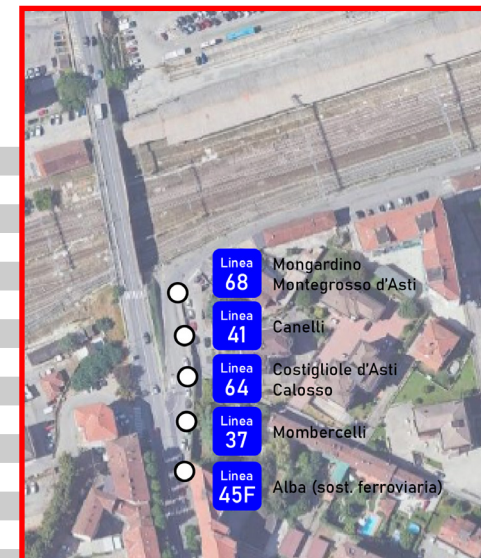 Linea
68
Mongardino
Montegrosso d'Asti
Linea
41
Canelli
Linea
64
Costigliole d'Asti
Calosso
Linea
37
Mombercelli
Linea
45F
Alba (sost. ferroviaria)